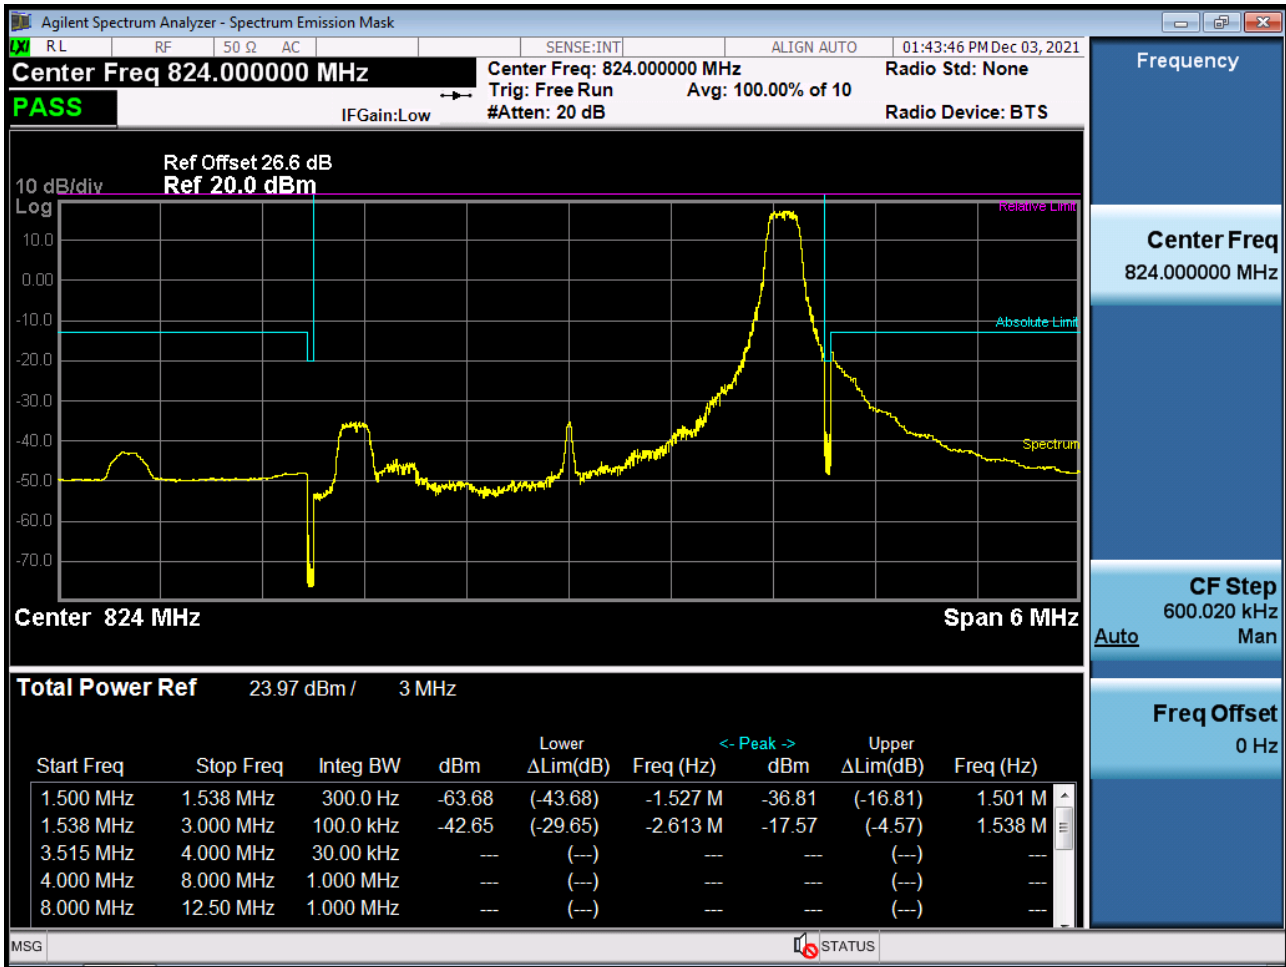 Agilent Spectrum Analyzer - Spectrum Emission Mask
LXI RL RF 50 Ω AC SENSE:INT ALIGN AUTO 01:43:46 PM Dec 03, 2021
Center Freq 824.000000 MHz
Center Freq: 824.000000 MHz Radio Std: None
Trig: Free Run Avg: 100.00% of 10
PASS
IFGain:Low #Atten: 20 dB Radio Device: BTS
Ref Offset 26.6 dB
10 dB/div Ref 20.0 dBm
Log
Relative Limit
10.0
0.00
-10.0
Absolute Limit
-20.0
-30.0
-40.0
Spectrum
-50.0
-60.0
-70.0
Center 824 MHz Span 6 MHz
Total Power Ref 23.97 dBm / 3 MHz
Lower <- Peak -> Upper
Start Freq Stop Freq Integ BW dBm ΔLim(dB) Freq (Hz) dBm ΔLim(dB) Freq (Hz)
1.500 MHz 1.538 MHz 300.0 Hz -63.68 (-43.68) -1.527 M -36.81 (-16.81) 1.501 M
1.538 MHz 3.000 MHz 100.0 kHz -42.65 (-29.65) -2.613 M -17.57 (-4.57) 1.538 M
3.515 MHz 4.000 MHz 30.00 kHz --- (---) --- --- (---) ---
4.000 MHz 8.000 MHz 1.000 MHz --- (---) --- --- (---) ---
8.000 MHz 12.50 MHz 1.000 MHz --- (---) --- --- (---) ---
MSG STATUS
Frequency
Center Freq
824.000000 MHz
CF Step
600.020 kHz
Auto Man
Freq Offset
0 Hz